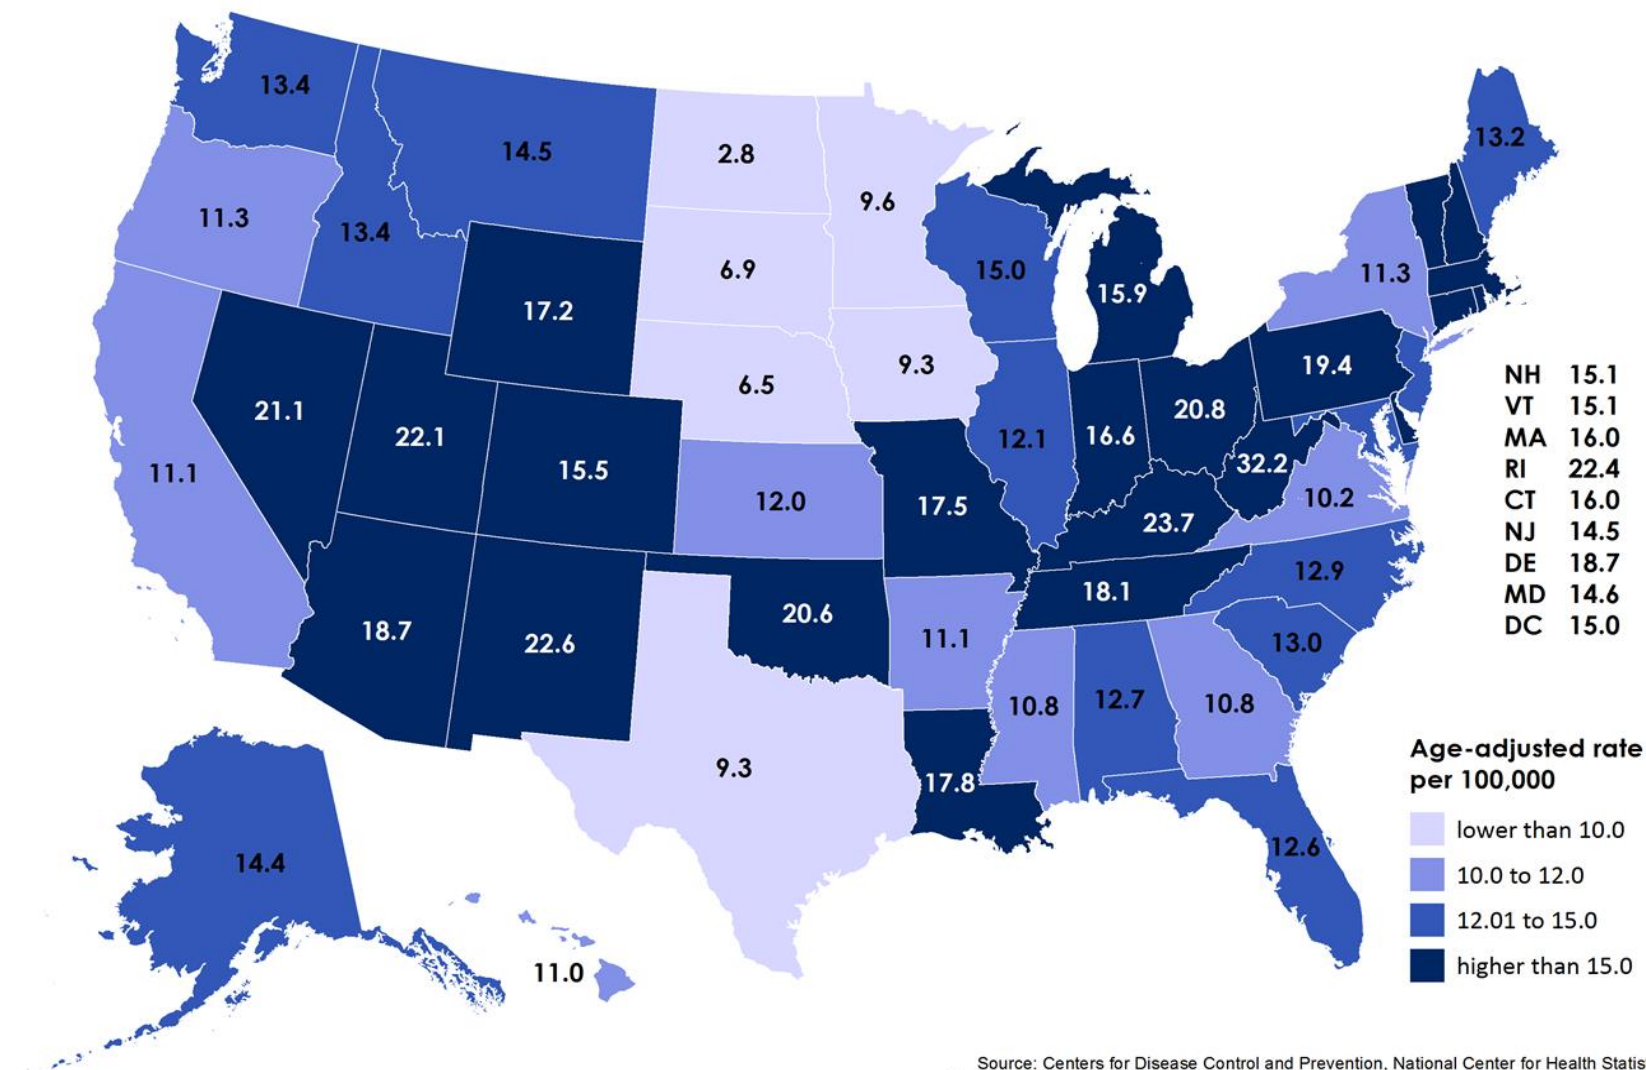 13.4
14.5
2.8
13.2
9.6
11.3
13.4
6.9
15.0
11.3
15.9
17.2
9.3
19.4
6.5
21.1
20.8
22.1
12.1
16.6
32.2
15.5
11.1
12.0
17.5
10.2
23.7
12.9
18.1
20.6
18.7
22.6
11.1
13.0
10.8
12.7
10.8
9.3
17.8
12.6
14.4
11.0
NH 15.1
VT 15.1
MA 16.0
RI 22.4
CT 16.0
NJ 14.5
DE 18.7
MD 14.6
DC 15.0
Age-adjusted rate
per 100,000
lower than 10.0
10.0 to 12.0
12.01 to 15.0
higher than 15.0
Source: Centers for Disease Control and Prevention, National Center for Health Statis